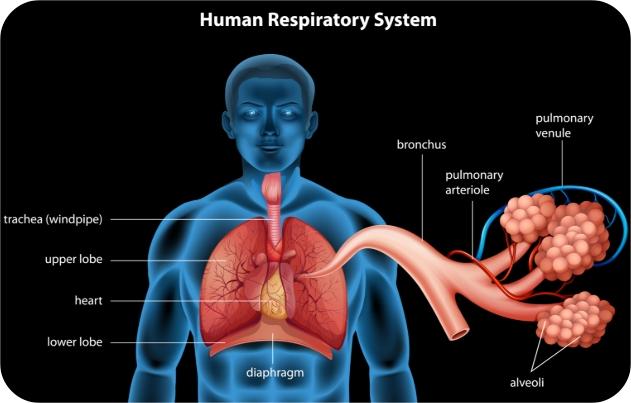 Human Respiratory System
pulmonary
venule
bronchus
pulmonary
arteriole
trachea (windpipe)
upper lobe
heart
lower lobe
diaphragm
alveoli